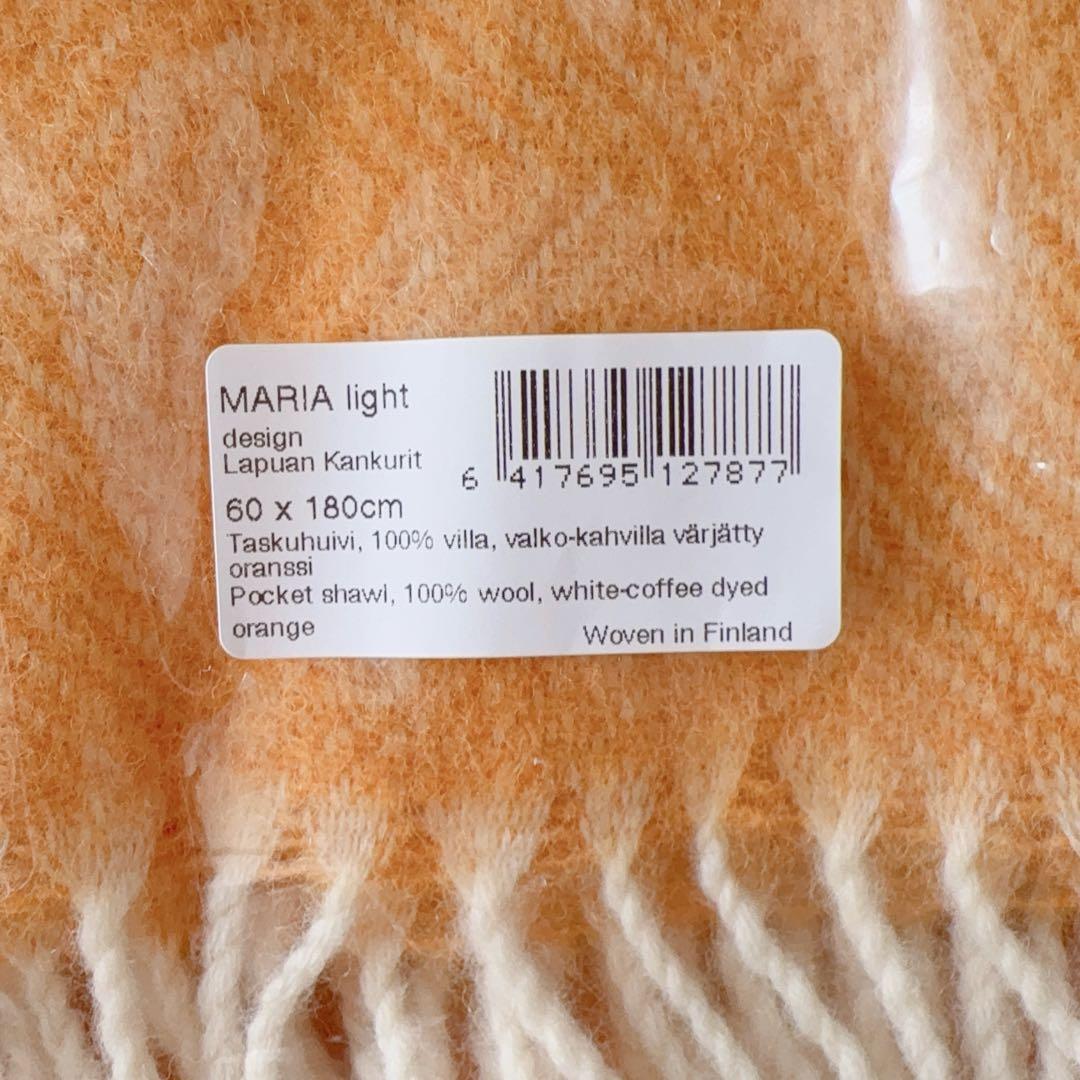 MARIA light
design
Lapuan Kankurit
6 417695 127877
60 x 180cm
Taskuhuivi, 100% villa, valko-kahvilla värjätty
oranssi
Pocket shawl, 100% wool, white-coffee dyed
orange
Woven in Finland